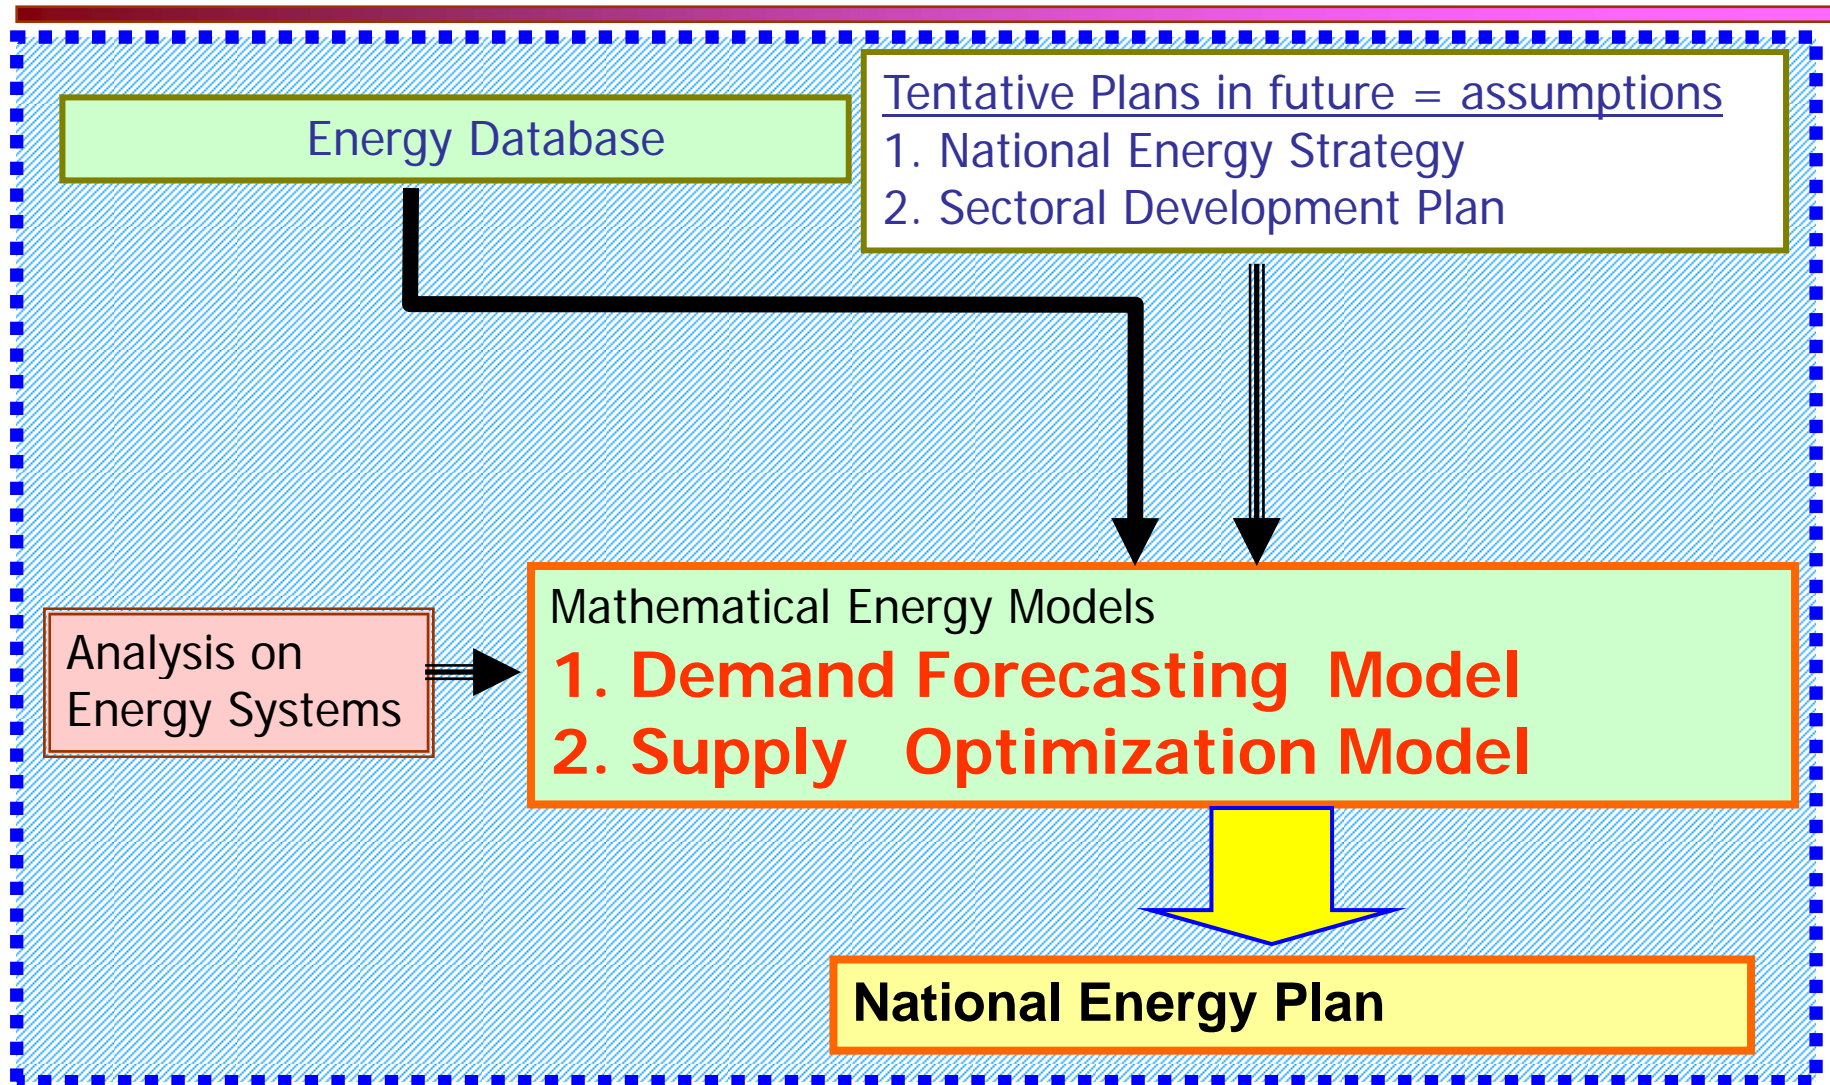 Energy Database
Tentative Plans in future = assumptions
1. National Energy Strategy
2. Sectoral Development Plan
Analysis on
Energy Systems
Mathematical Energy Models
1. Demand Forecasting Model
2. Supply Optimization Model
National Energy Plan